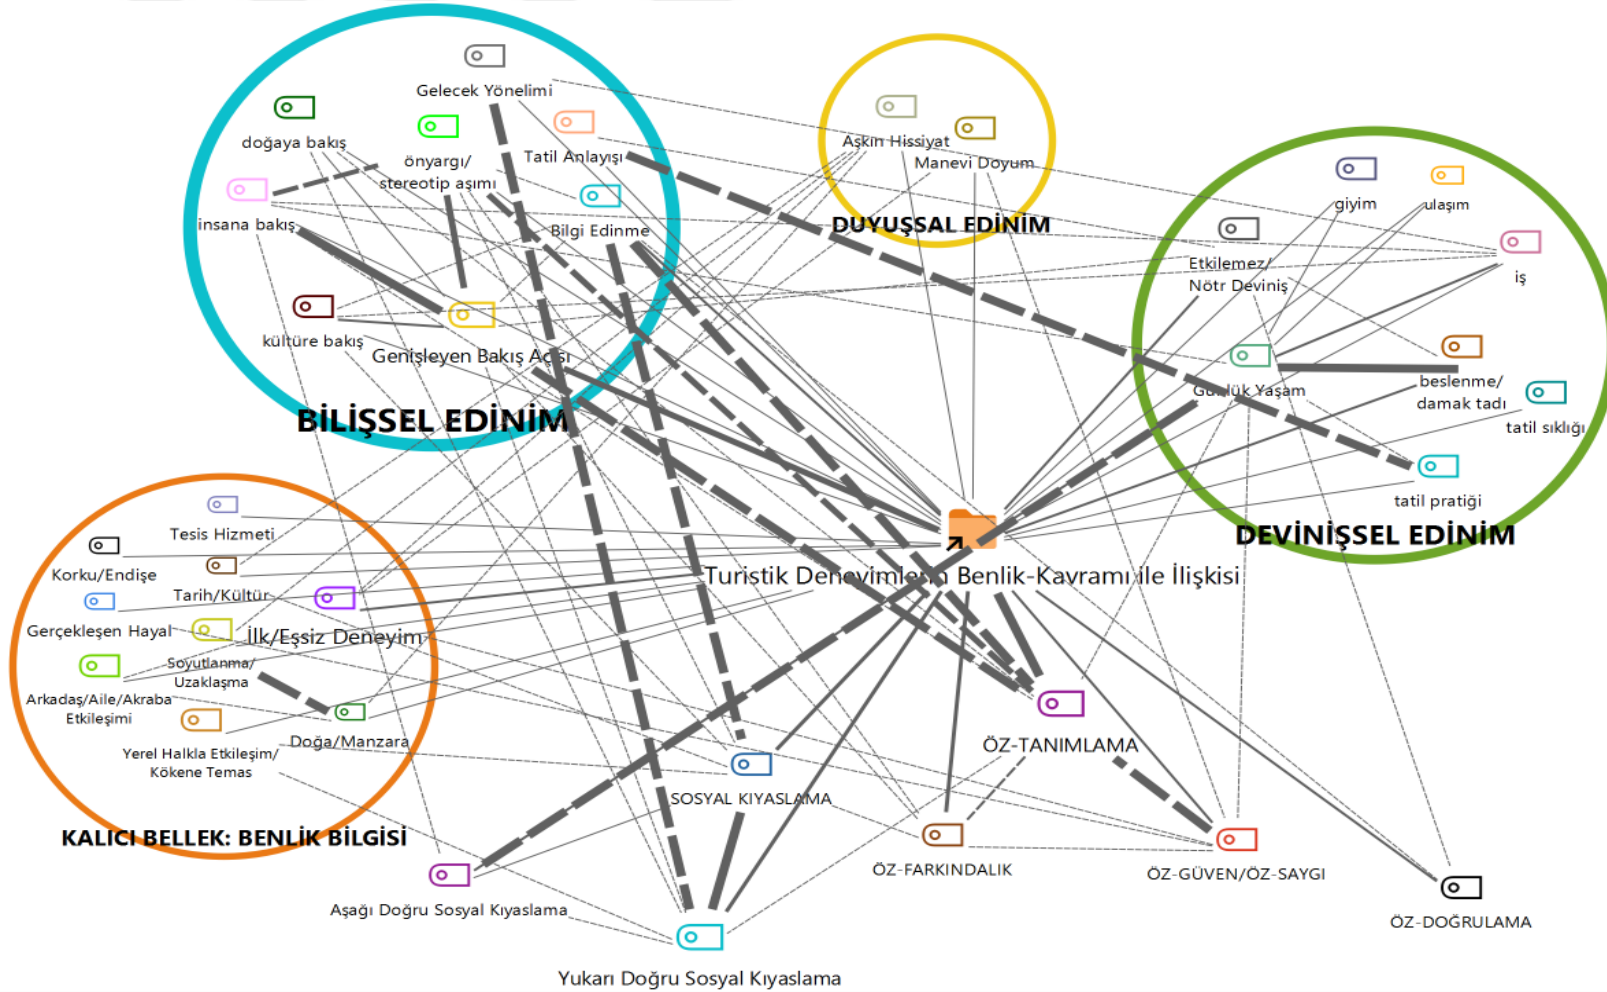 Gelecek Yönelimi
doğaya bakış
önyargı/
stereotip aşımı
Tatil Anlayışı
insana bakış
Bilgi Edinme
kültüre bakış
Genişleyen Bakış Açısı
BİLİŞSEL EDİNİM
Aşkın Hissiyat
Manevi Doyum
DUYUŞSAL EDİNİM
giyim
ulaşım
Etkilemez/
Nötr Deviniş
iş
Günlük Yaşam
beslenme/
damak tadı
tatil sıklığı
tatil pratiği
DEVİNİŞSEL EDİNİM
Turistik Deneyimlerin Benlik-Kavramı ile İlişkisi
Tesis Hizmeti
Korku/Endişe
Tarih/Kültür
Gerçekleşen Hayal
İlk/Eşsiz Deneyim
Soyutlanma/
Uzaklaşma
Arkadaş/Aile/Akraba
Etkileşimi
Doğa/Manzara
Yerel Halkla Etkileşim/
Kökene Temas
KALICI BELLEK: BENLİK BİLGİSİ
ÖZ-TANIMLAMA
SOSYAL KIYASLAMA
ÖZ-FARKINDALIK
ÖZ-GÜVEN/ÖZ-SAYGI
Aşağı Doğru Sosyal Kıyaslama
ÖZ-DOĞRULAMA
Yukarı Doğru Sosyal Kıyaslama